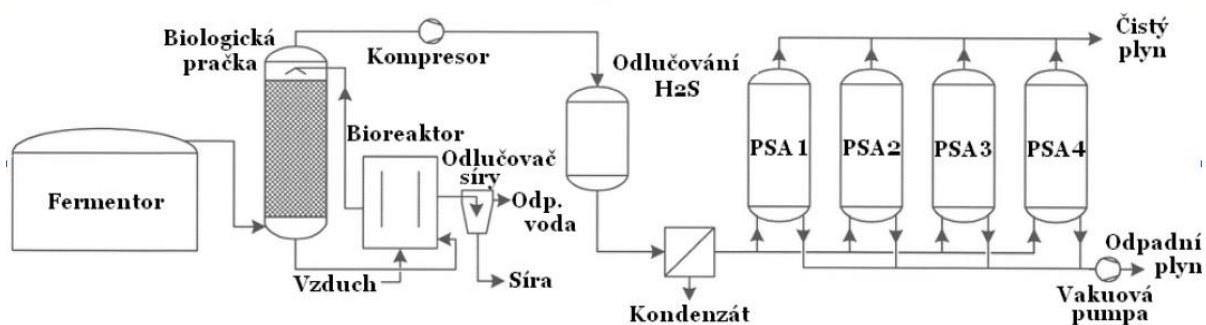 Biologická
pračka
Kompresor
Odlučování
H2S
Čistý
plyn
Fermentor
Bioreaktor
Odlučovač
síry
Odp.
voda
Vzduch
Síra
Kondenzát
PSA 1
PSA2
PSA3
PSA4
Odpadní
plyn
Vakuová
pumpa